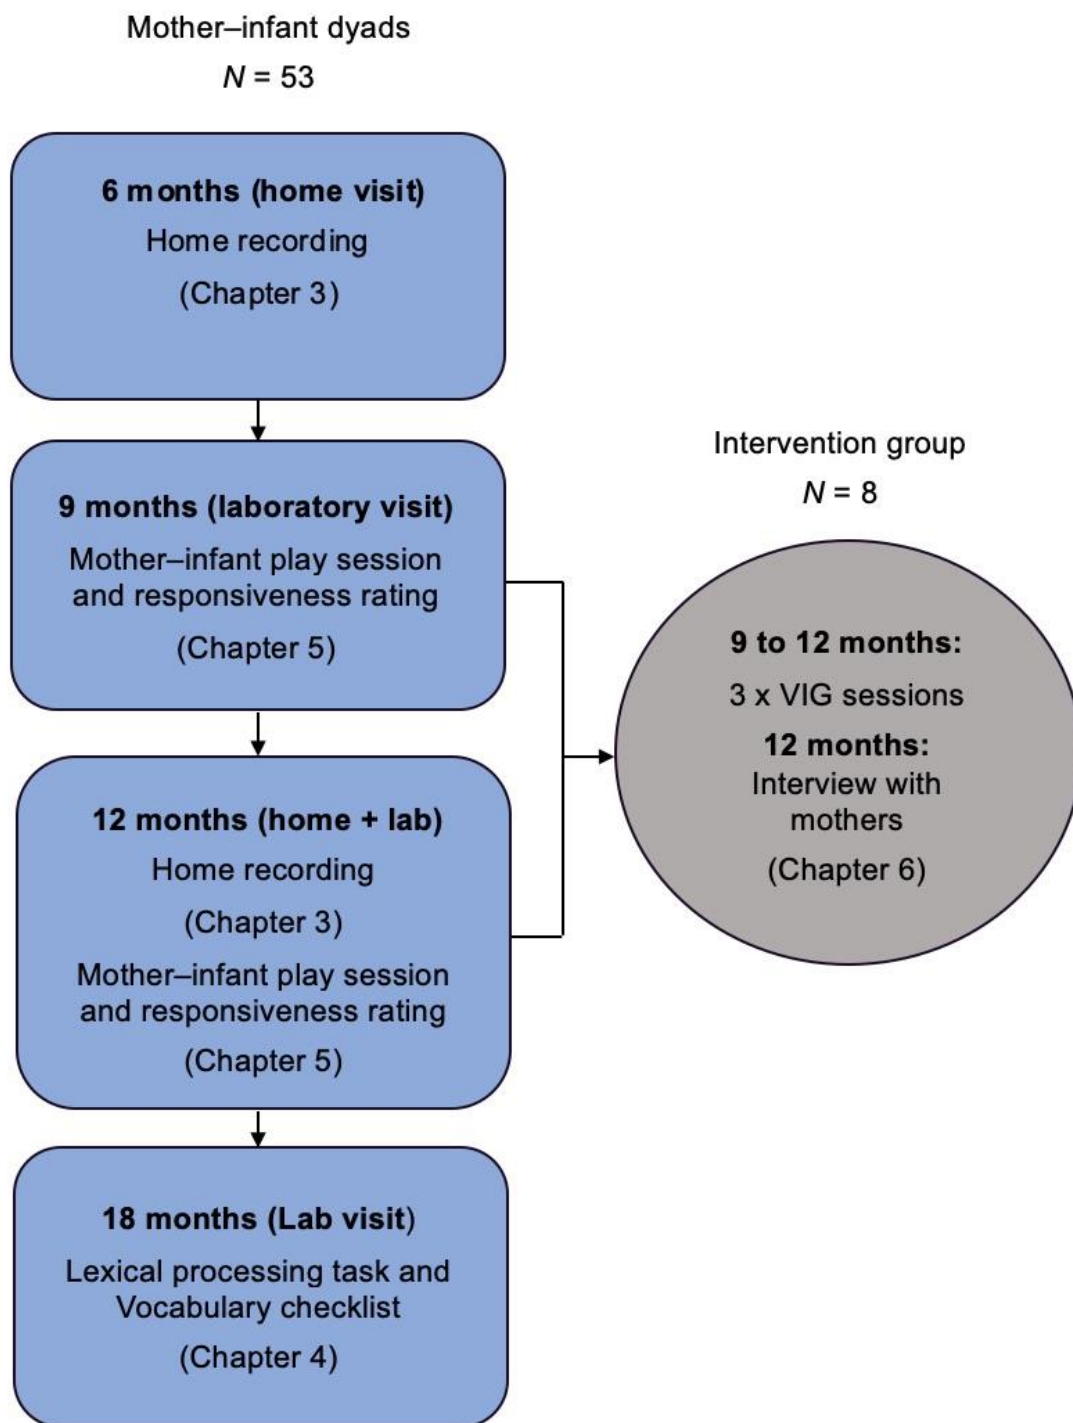 Mother–infant dyads
N = 53
6 months (home visit)
Home recording
(Chapter 3)
9 months (laboratory visit)
Mother–infant play session
and responsiveness rating
(Chapter 5)
12 months (home + lab)
Home recording
(Chapter 3)
Mother–infant play session
and responsiveness rating
(Chapter 5)
18 months (Lab visit)
Lexical processing task and
Vocabulary checklist
(Chapter 4)
Intervention group
N = 8
9 to 12 months:
3 x VIG sessions
12 months:
Interview with
mothers
(Chapter 6)